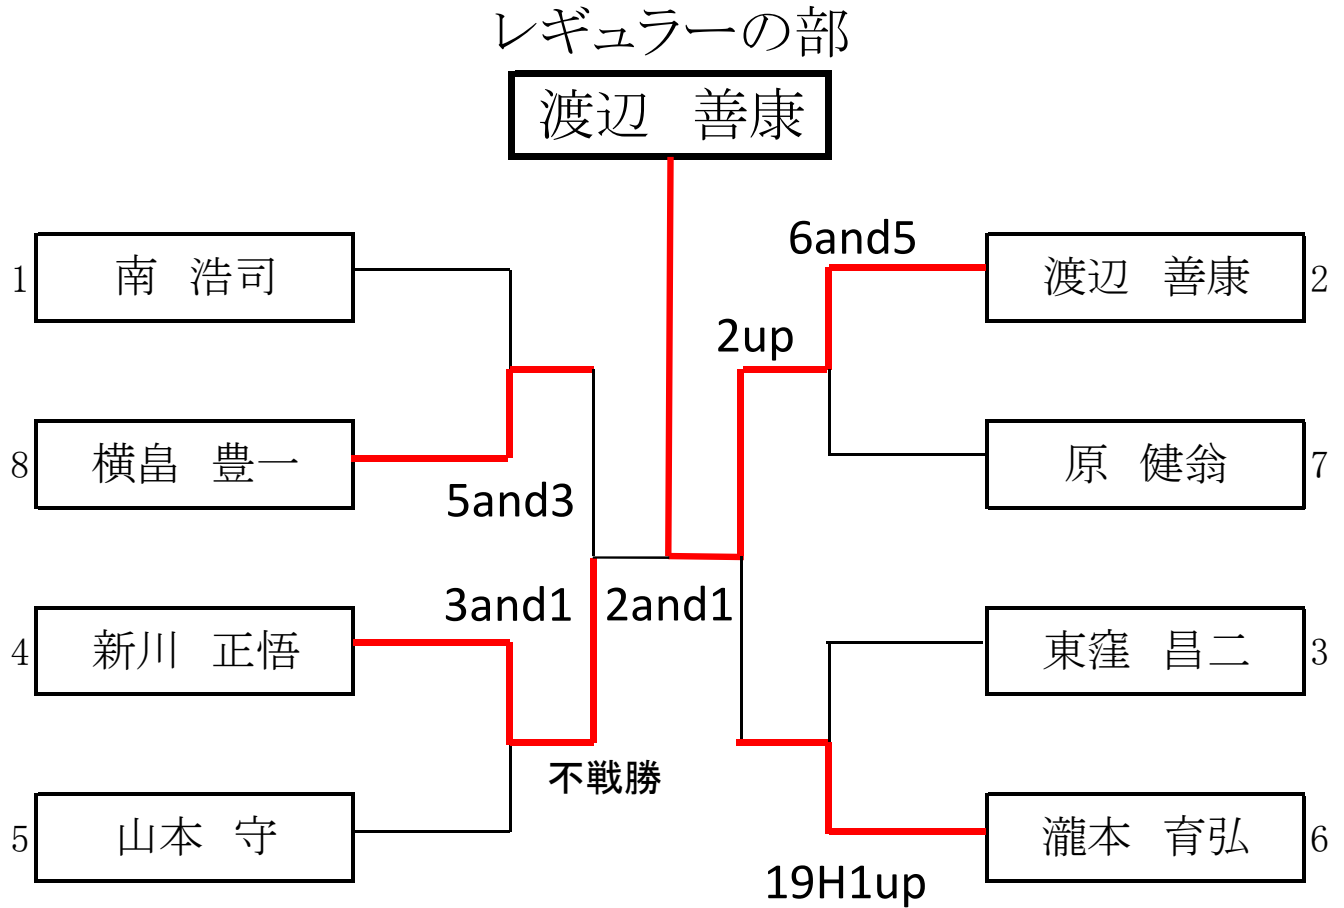 レギュラーの部
渡辺 善康
6and5
1 南 浩司
渡辺 善康 2
2up
8 横畠 豊一
原 健翁 7
5and3
3and1
2and1
4 新川 正悟
東窪 昌二 3
不戦勝
5 山本 守
瀧本 育弘 6
19H1up